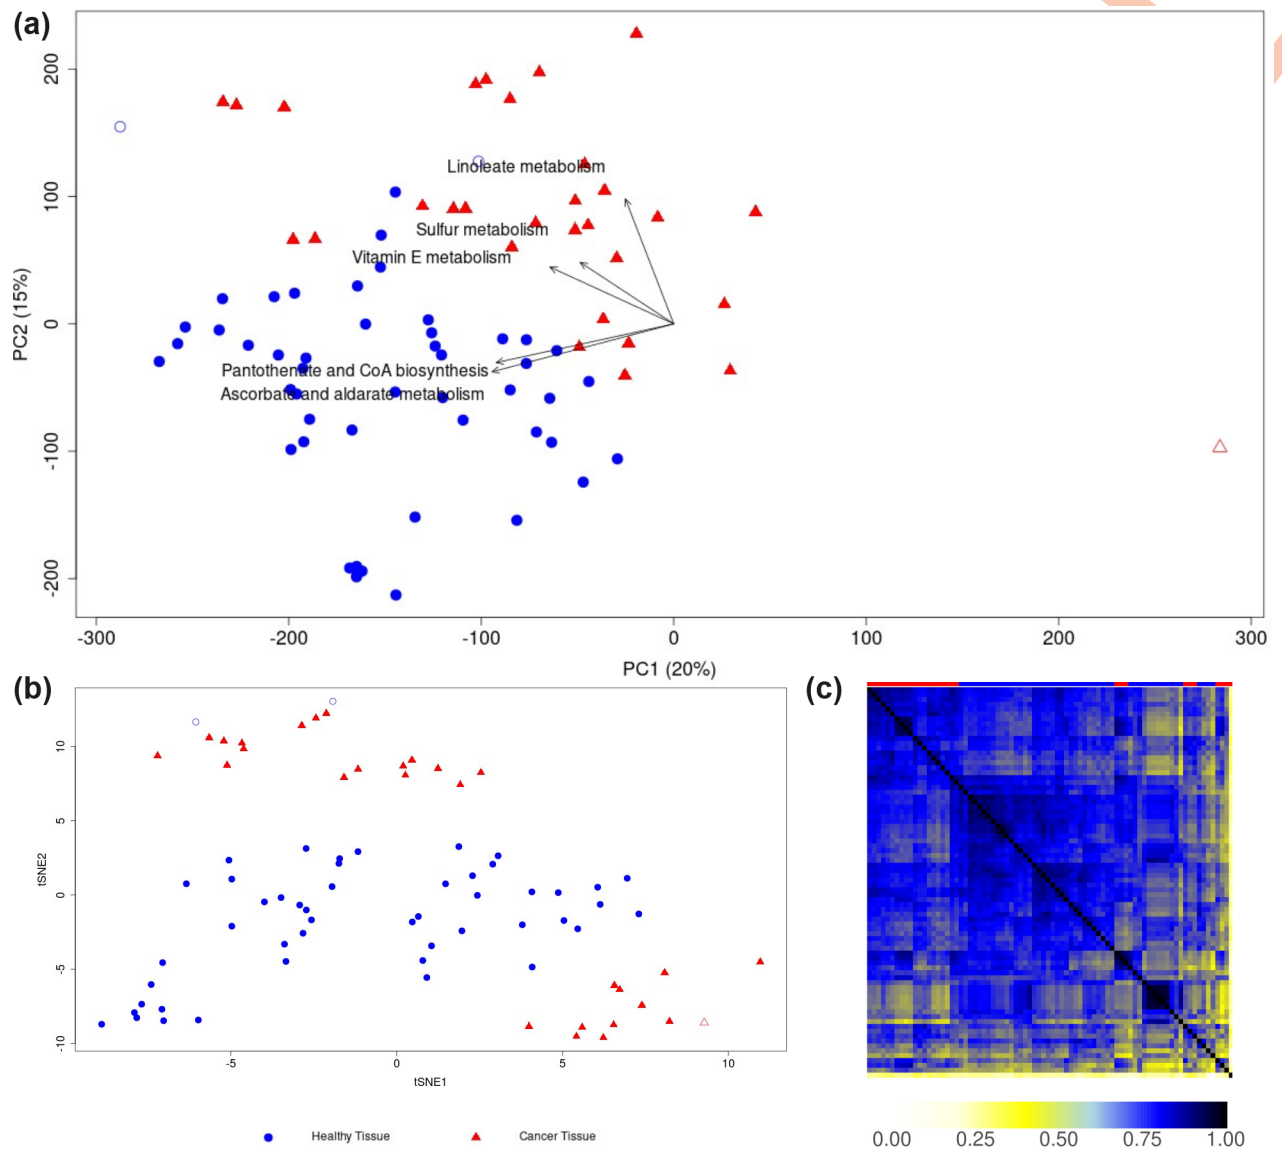 (a)
200
100
0
-100
-200
PC2 (15%)
Linoleate metabolism
Sulfur metabolism
Vitamin E metabolism
Pantothenate and CoA biosynthesis
Ascorbate and aldarate metabolism
-300 -200 -100 0 100 200 300
PC1 (20%)
(b)
10
5
0
-5
-10
tSNE2
-5 0 5 10
tSNE1
Healthy Tissue Cancer Tissue
(c)
0.00 0.25 0.50 0.75 1.00